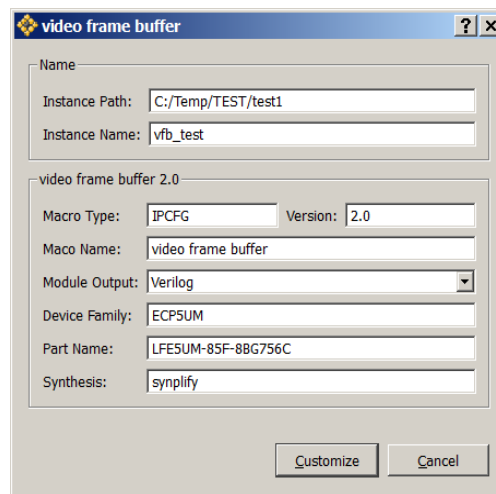 video frame buffer
Name
Instance Path: C:/Temp/TEST/test1
Instance Name: vfb_test
video frame buffer 2.0
Macro Type: IPCFG Version: 2.0
Maco Name: video frame buffer
Module Output: Verilog
Device Family: ECP5UM
Part Name: LFE5UM-85F-8BG756C
Synthesis: synplify
Customize Cancel